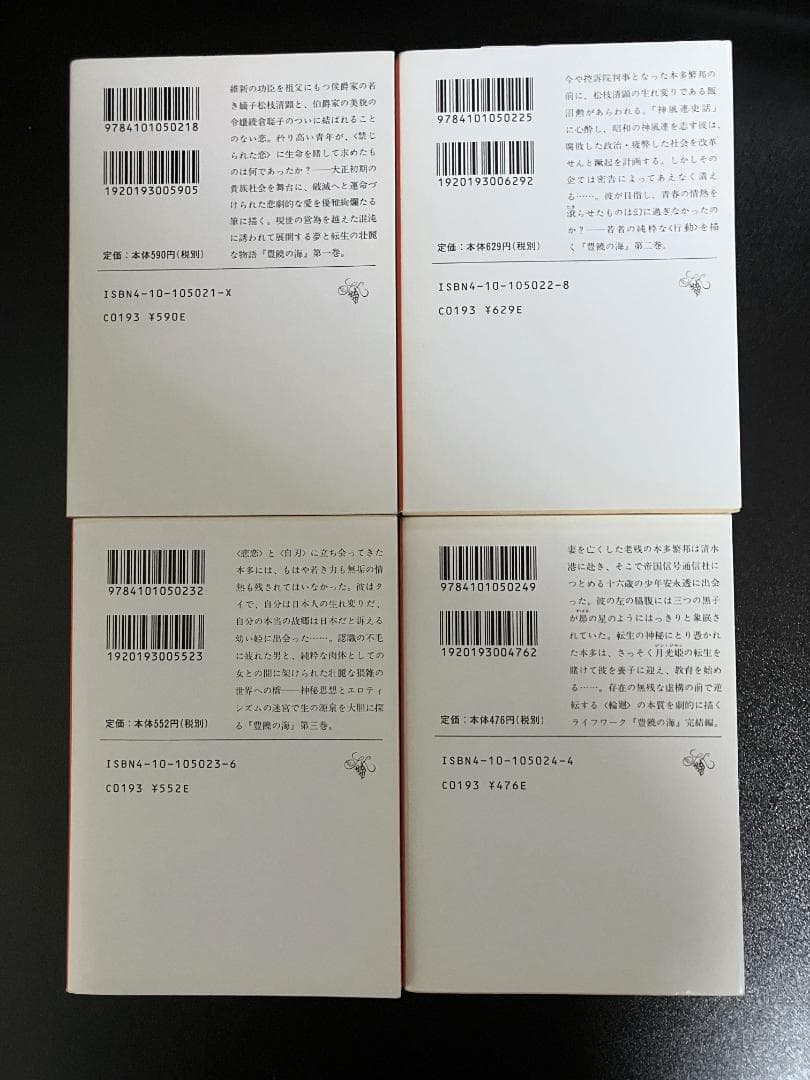 9784101050218
1920193005905
定価：本体590円(税別)
維新の功臣を祖父にもつ侯爵家の若
き嫡子松枝清顕と、伯爵家の美貌の
令嬢綾倉聡子のついに結ばれること
のない恋。矜り高い青年が、〈禁じ
られた恋〉に生命を賭して求めたも
のは何であったか？――大正初期の
貴族社会を舞台に、破滅へと運命づ
けられた悲劇的な愛を優雅絢爛たる
筆に描く。現世の営為を越えた混沌
に誘われて展開する夢と転生の壮麗
な物語『豊饒の海』第一巻。
ISBN4-10-105021-X
C0193 ¥590E
9784101050225
1920193006292
定価：本体629円(税別)
今や控訴院判事となった本多繁邦の
前に、松枝清顕の生れ変りである飯
沼勲があらわれる。「神風連史話」
に心酔し、昭和の神風連を志す彼は、
腐敗した政治・疲弊した社会を改革
せんと蹶起を計画する。しかしその
企ては密告によってあえなく潰え
る……。彼が目指し、青春の情熱を
滾らせたものは幻に過ぎなかったの
か？――若者の純粋な〈行動〉を描
く『豊饒の海』第二巻。
ISBN4-10-105022-8
C0193 ¥629E
9784101050232
1920193005523
定価：本体552円(税別)
〈悲恋〉と〈自刃〉に立ち会ってきた
本多には、もはや若き力も無垢の情
熱も残されてはいなかった。彼はタ
イで、自分は日本人の生れ変りだ、
自分の本当の故郷は日本だと訴える
幼い姫に出会った……。認識の不毛
に疲れた男と、純粋な肉体としての
女との間に架けられた壮麗な猥雑の
世界への橋――神秘思想とエロティ
シズムの迷宮で生の源泉を大胆に探
る『豊饒の海』第三巻。
ISBN4-10-105023-6
C0193 ¥552E
9784101050249
1920193004762
定価：本体476円(税別)
妻を亡くした老残の本多繁邦は清水
港に赴き、そこで帝国信号通信社に
つとめる十六歳の少年安永透に出会
った。彼の左の脇腹には三つの黒子
が昴の星のようにはっきりと象嵌さ
れていた。転生の神秘にとり憑かれ
た本多は、さっそく月光姫の転生を
賭けて彼を養子に迎え、教育を始め
る……。存在の無残な虚構の前で逆
転する〈輪廻〉の本質を劇的に描く
ライフワーク『豊饒の海』完結編。
ISBN4-10-105024-4
C0193 ¥476E